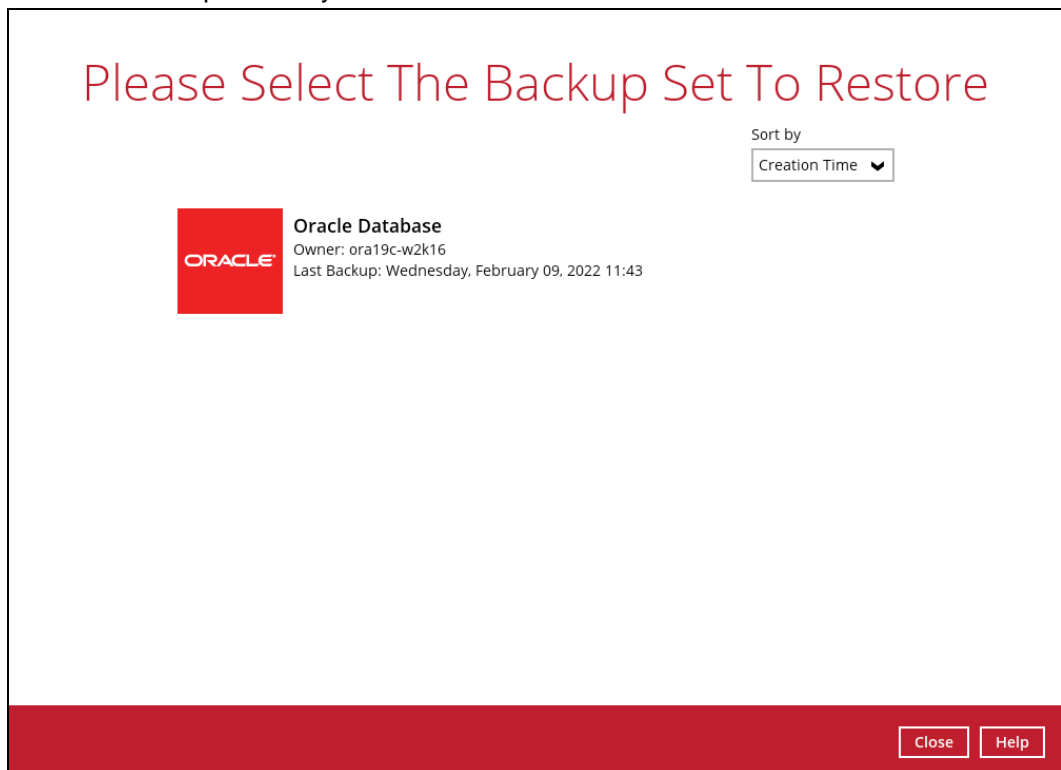 Please Select The Backup Set To Restore
Sort by
Creation Time
ORACLE
Oracle Database
Owner: ora19c-w2k16
Last Backup: Wednesday, February 09, 2022 11:43
Close
Help